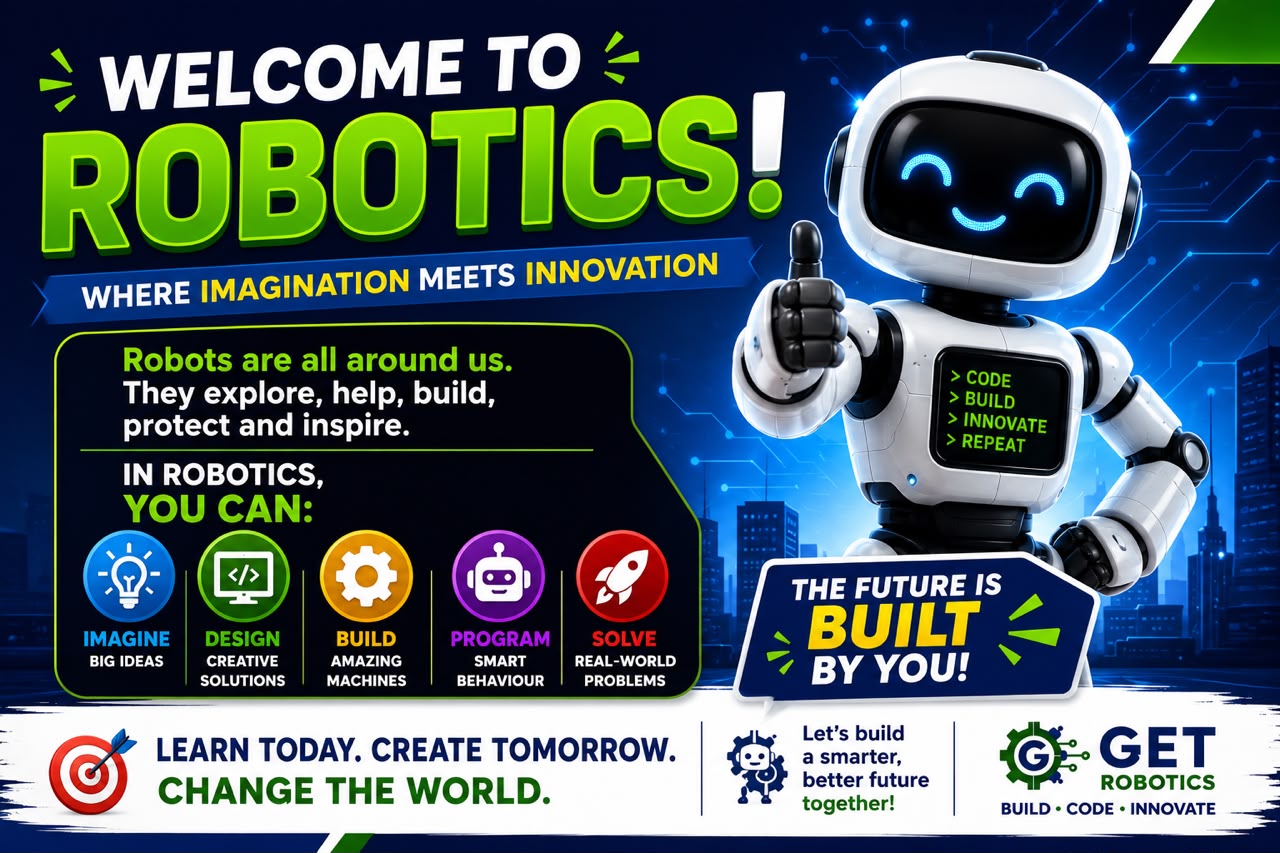 WELCOME TO
ROBOTICS!
WHERE IMAGINATION MEETS INNOVATION
Robots are all around us.
They explore, help, build,
protect and inspire.
IN ROBOTICS,
YOU CAN:
IMAGINE
BIG IDEAS
</>
DESIGN
CREATIVE
SOLUTIONS
BUILD
AMAZING
MACHINES
PROGRAM
SMART
BEHAVIOUR
SOLVE
REAL-WORLD
PROBLEMS
> CODE
> BUILD
> INNOVATE
> REPEAT
THE FUTURE IS
BUILT
BY YOU!
LEARN TODAY. CREATE TOMORROW.
CHANGE THE WORLD.
Let's build
a smarter,
better future
together!
G
GET
ROBOTICS
BUILD • CODE • INNOVATE